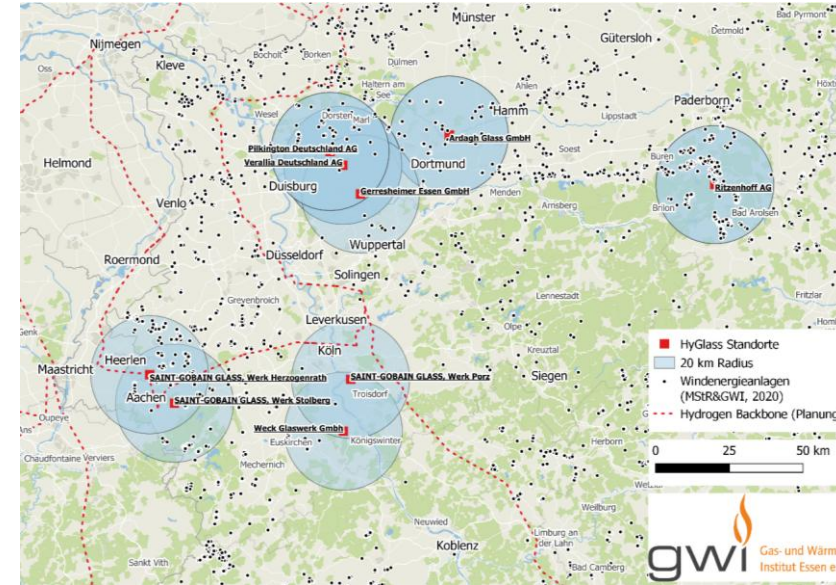 Münster
Bad Pyrmont
Nijmegen
Gütersloh
Detmold
Oss
Kleve
Bocholt
Borken
Dülmen
Haltern am
See
Ahlen
Paderborn
Wesel
Dorsten
Marl
Hamm
Lippstadt
Pilkington Deutschland AG
Ardagh Glass GmbH
Helmond
Verallia Deutschland AG
Dortmund
Soest
Büren
Duisburg
Gerresheimer Essen GmbH
Menden
Ritzenhoff AG
Venlo
Arnsberg
Brilon
Bad Arolsen
Wuppertal
Roermond
Düsseldorf
Solingen
Grevenbroich
Lennestadt
Fritzlar
Leverkusen
Olpe
Heerlen
Köln
Kreuztal
Maastricht
SAINT-GOBAIN GLASS, Werk Herzogenrath
SAINT-GOBAIN GLASS, Werk Porz
Siegen
Aachen
SAINT-GOBAIN GLASS, Werk Stolberg
Troisdorf
Oupeye
Weck Glaswerk Gmbh
Euskirchen
Königswinter
Herborn
Chaudfontaine
Verviers
Mechernich
Neuwied
Weilburg
Koblenz
Limburg an
der Lahn
Sankt Vith
Bad Camberg
HyGlass Standorte
20 km Radius
Windenergieanlagen
(MStR&GWI, 2020)
Hydrogen Backbone (Planung
0 25 50 km
gwi
Gas- und Wärm
Institut Essen e